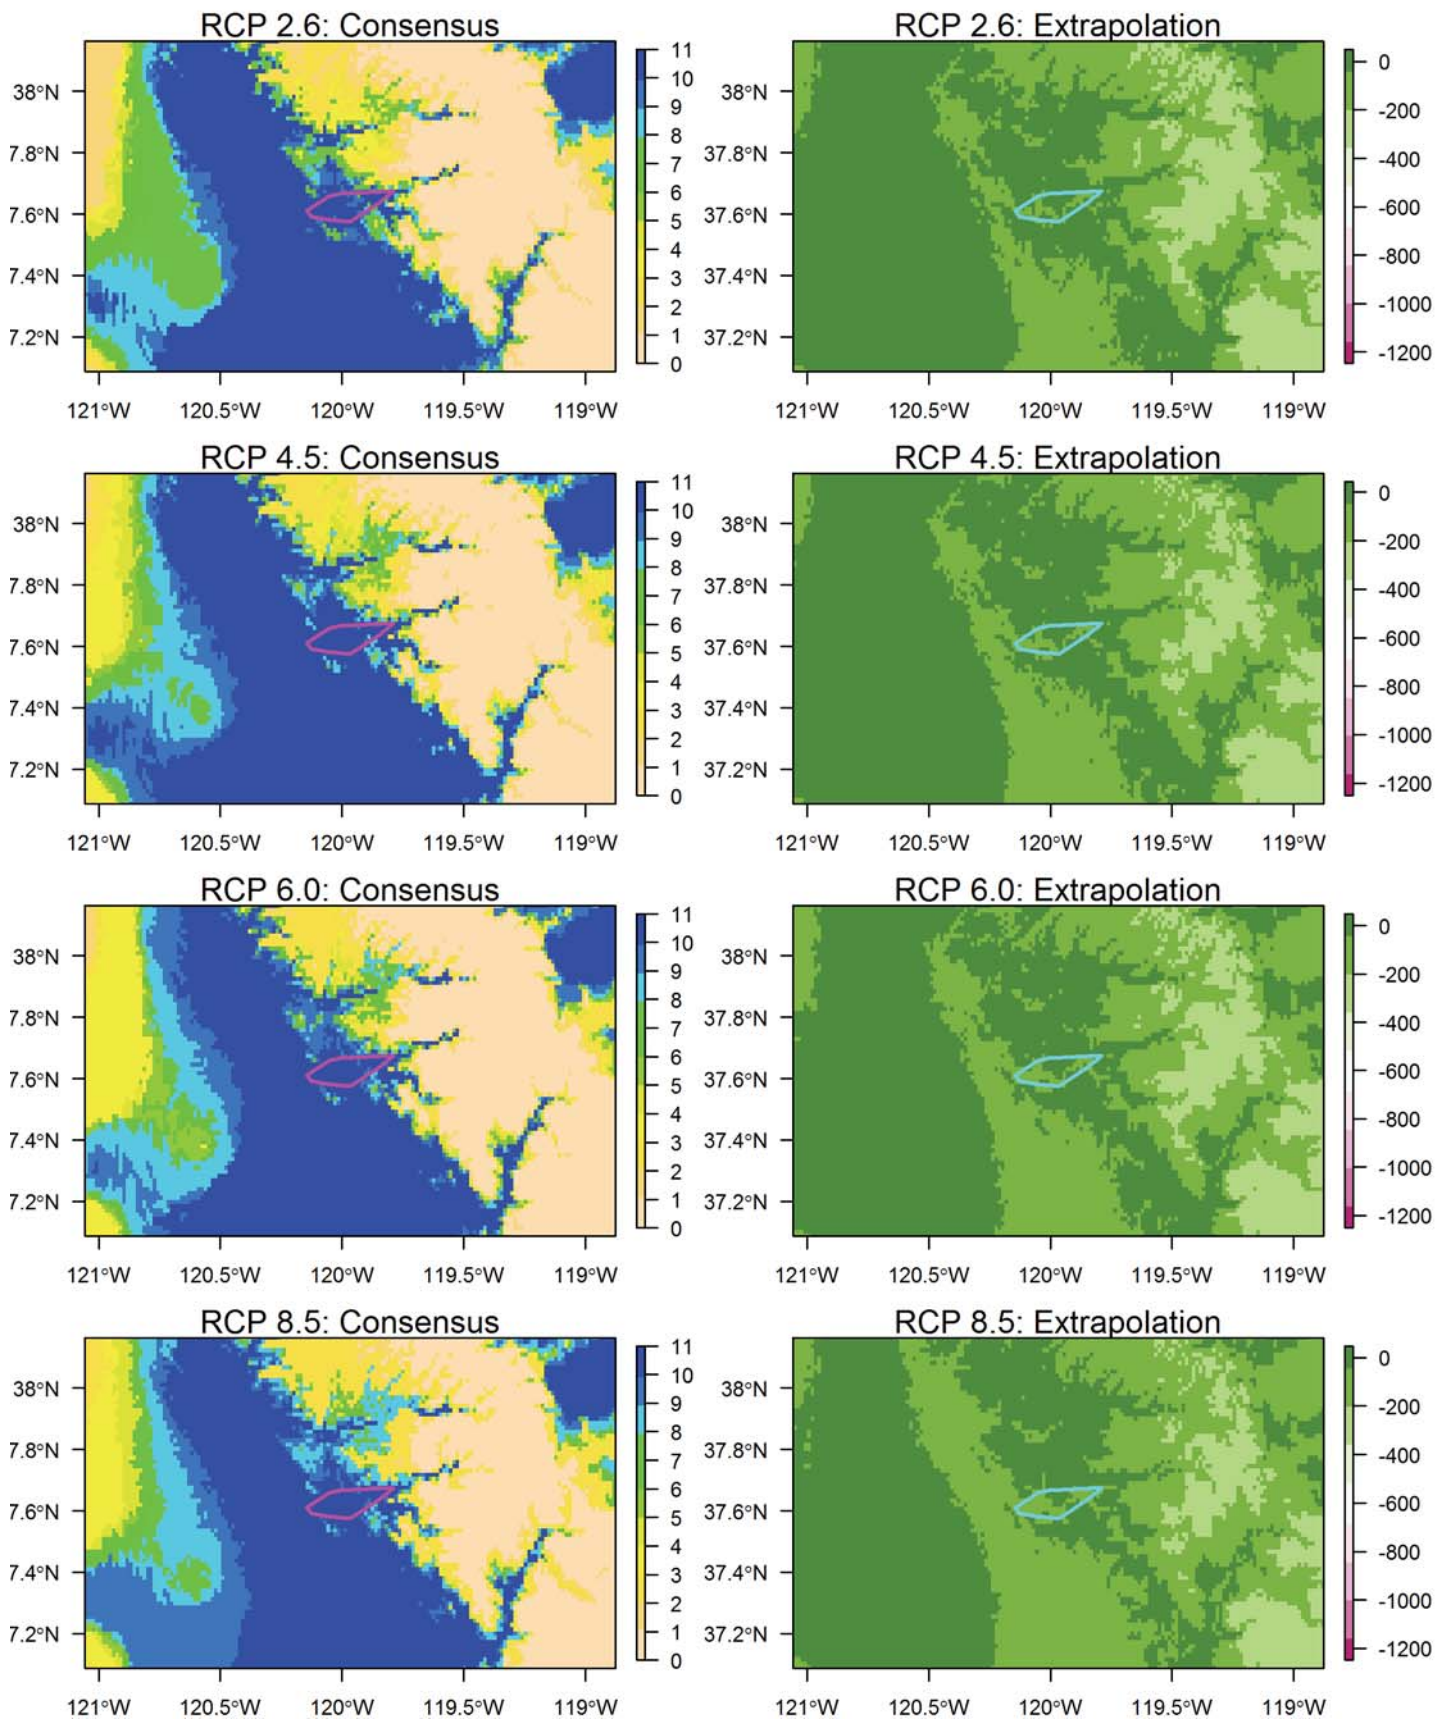 RCP 2.6: Consensus
38°N
7.8°N
7.6°N
7.4°N
7.2°N
121°W 120.5°W 120°W 119.5°W 119°W
11
10
9
8
7
6
5
4
3
2
1
0
RCP 2.6: Extrapolation
38°N
37.8°N
37.6°N
37.4°N
37.2°N
121°W 120.5°W 120°W 119.5°W 119°W
0
-200
-400
-600
-800
-1000
-1200
RCP 4.5: Consensus
38°N
7.8°N
7.6°N
7.4°N
7.2°N
121°W 120.5°W 120°W 119.5°W 119°W
11
10
9
8
7
6
5
4
3
2
1
0
RCP 4.5: Extrapolation
38°N
37.8°N
37.6°N
37.4°N
37.2°N
121°W 120.5°W 120°W 119.5°W 119°W
0
-200
-400
-600
-800
-1000
-1200
RCP 6.0: Consensus
38°N
7.8°N
7.6°N
7.4°N
7.2°N
121°W 120.5°W 120°W 119.5°W 119°W
11
10
9
8
7
6
5
4
3
2
1
0
RCP 6.0: Extrapolation
38°N
37.8°N
37.6°N
37.4°N
37.2°N
121°W 120.5°W 120°W 119.5°W 119°W
0
-200
-400
-600
-800
-1000
-1200
RCP 8.5: Consensus
38°N
7.8°N
7.6°N
7.4°N
7.2°N
121°W 120.5°W 120°W 119.5°W 119°W
11
10
9
8
7
6
5
4
3
2
1
0
RCP 8.5: Extrapolation
38°N
37.8°N
37.6°N
37.4°N
37.2°N
121°W 120.5°W 120°W 119.5°W 119°W
0
-200
-400
-600
-800
-1000
-1200